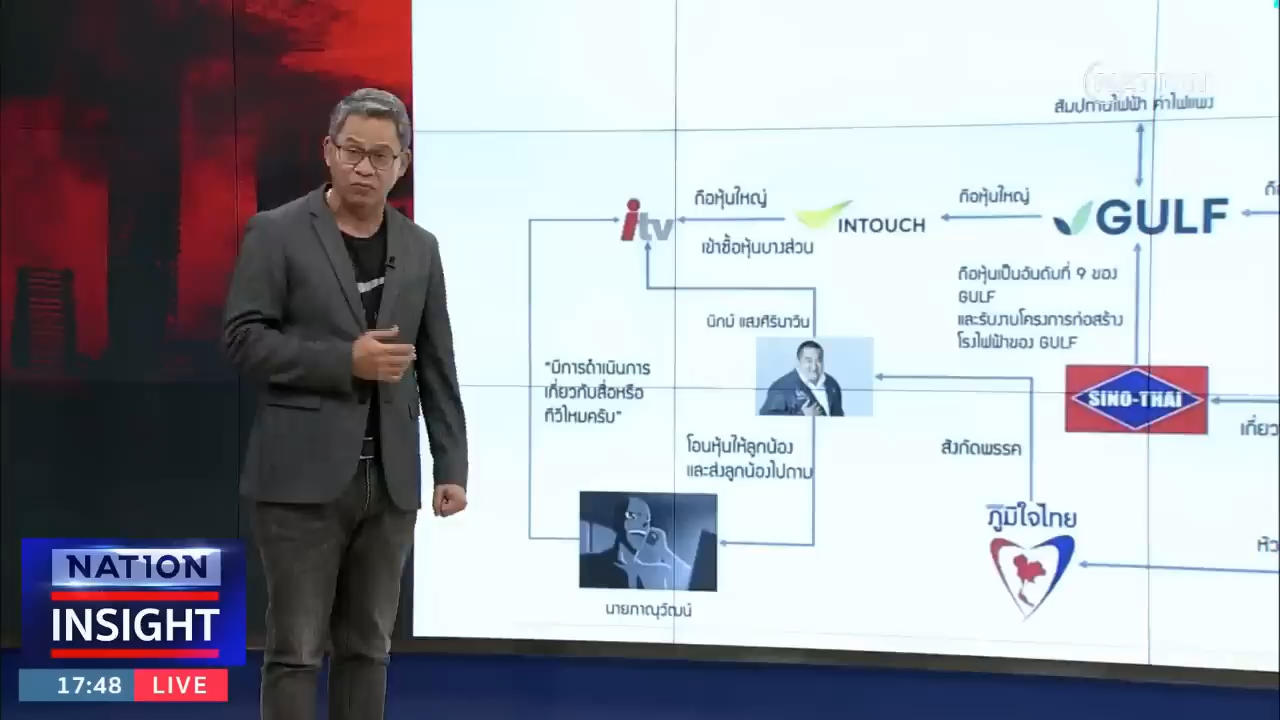 NATION
สัมปทานไฟฟ้า ค่าไฟแพง
ถือหุ้นใหญ่
ถือหุ้นใหญ่
itv
INTOUCH
GULF
เข้าซื้อหุ้นบางส่วน
ถือหุ้นเป็นอันดับที่ 9 ของ
GULF
และรับงานโครงการก่อสร้าง
โรงไฟฟ้าของ GULF
นิกม์ แสงศิรินาวิน
"มีการดำเนินการ
เกี่ยวกับสื่อหรือ
ทีวีไหมครับ"
SINO-THAI
เกี่ยว
โอนหุ้นให้ลูกน้อง
และส่งลูกน้องไปถาม
สังกัดพรรค
ภูมิใจไทย
หัว
นายภาณุวัฒน์
NATION
INSIGHT
17:48 LIVE